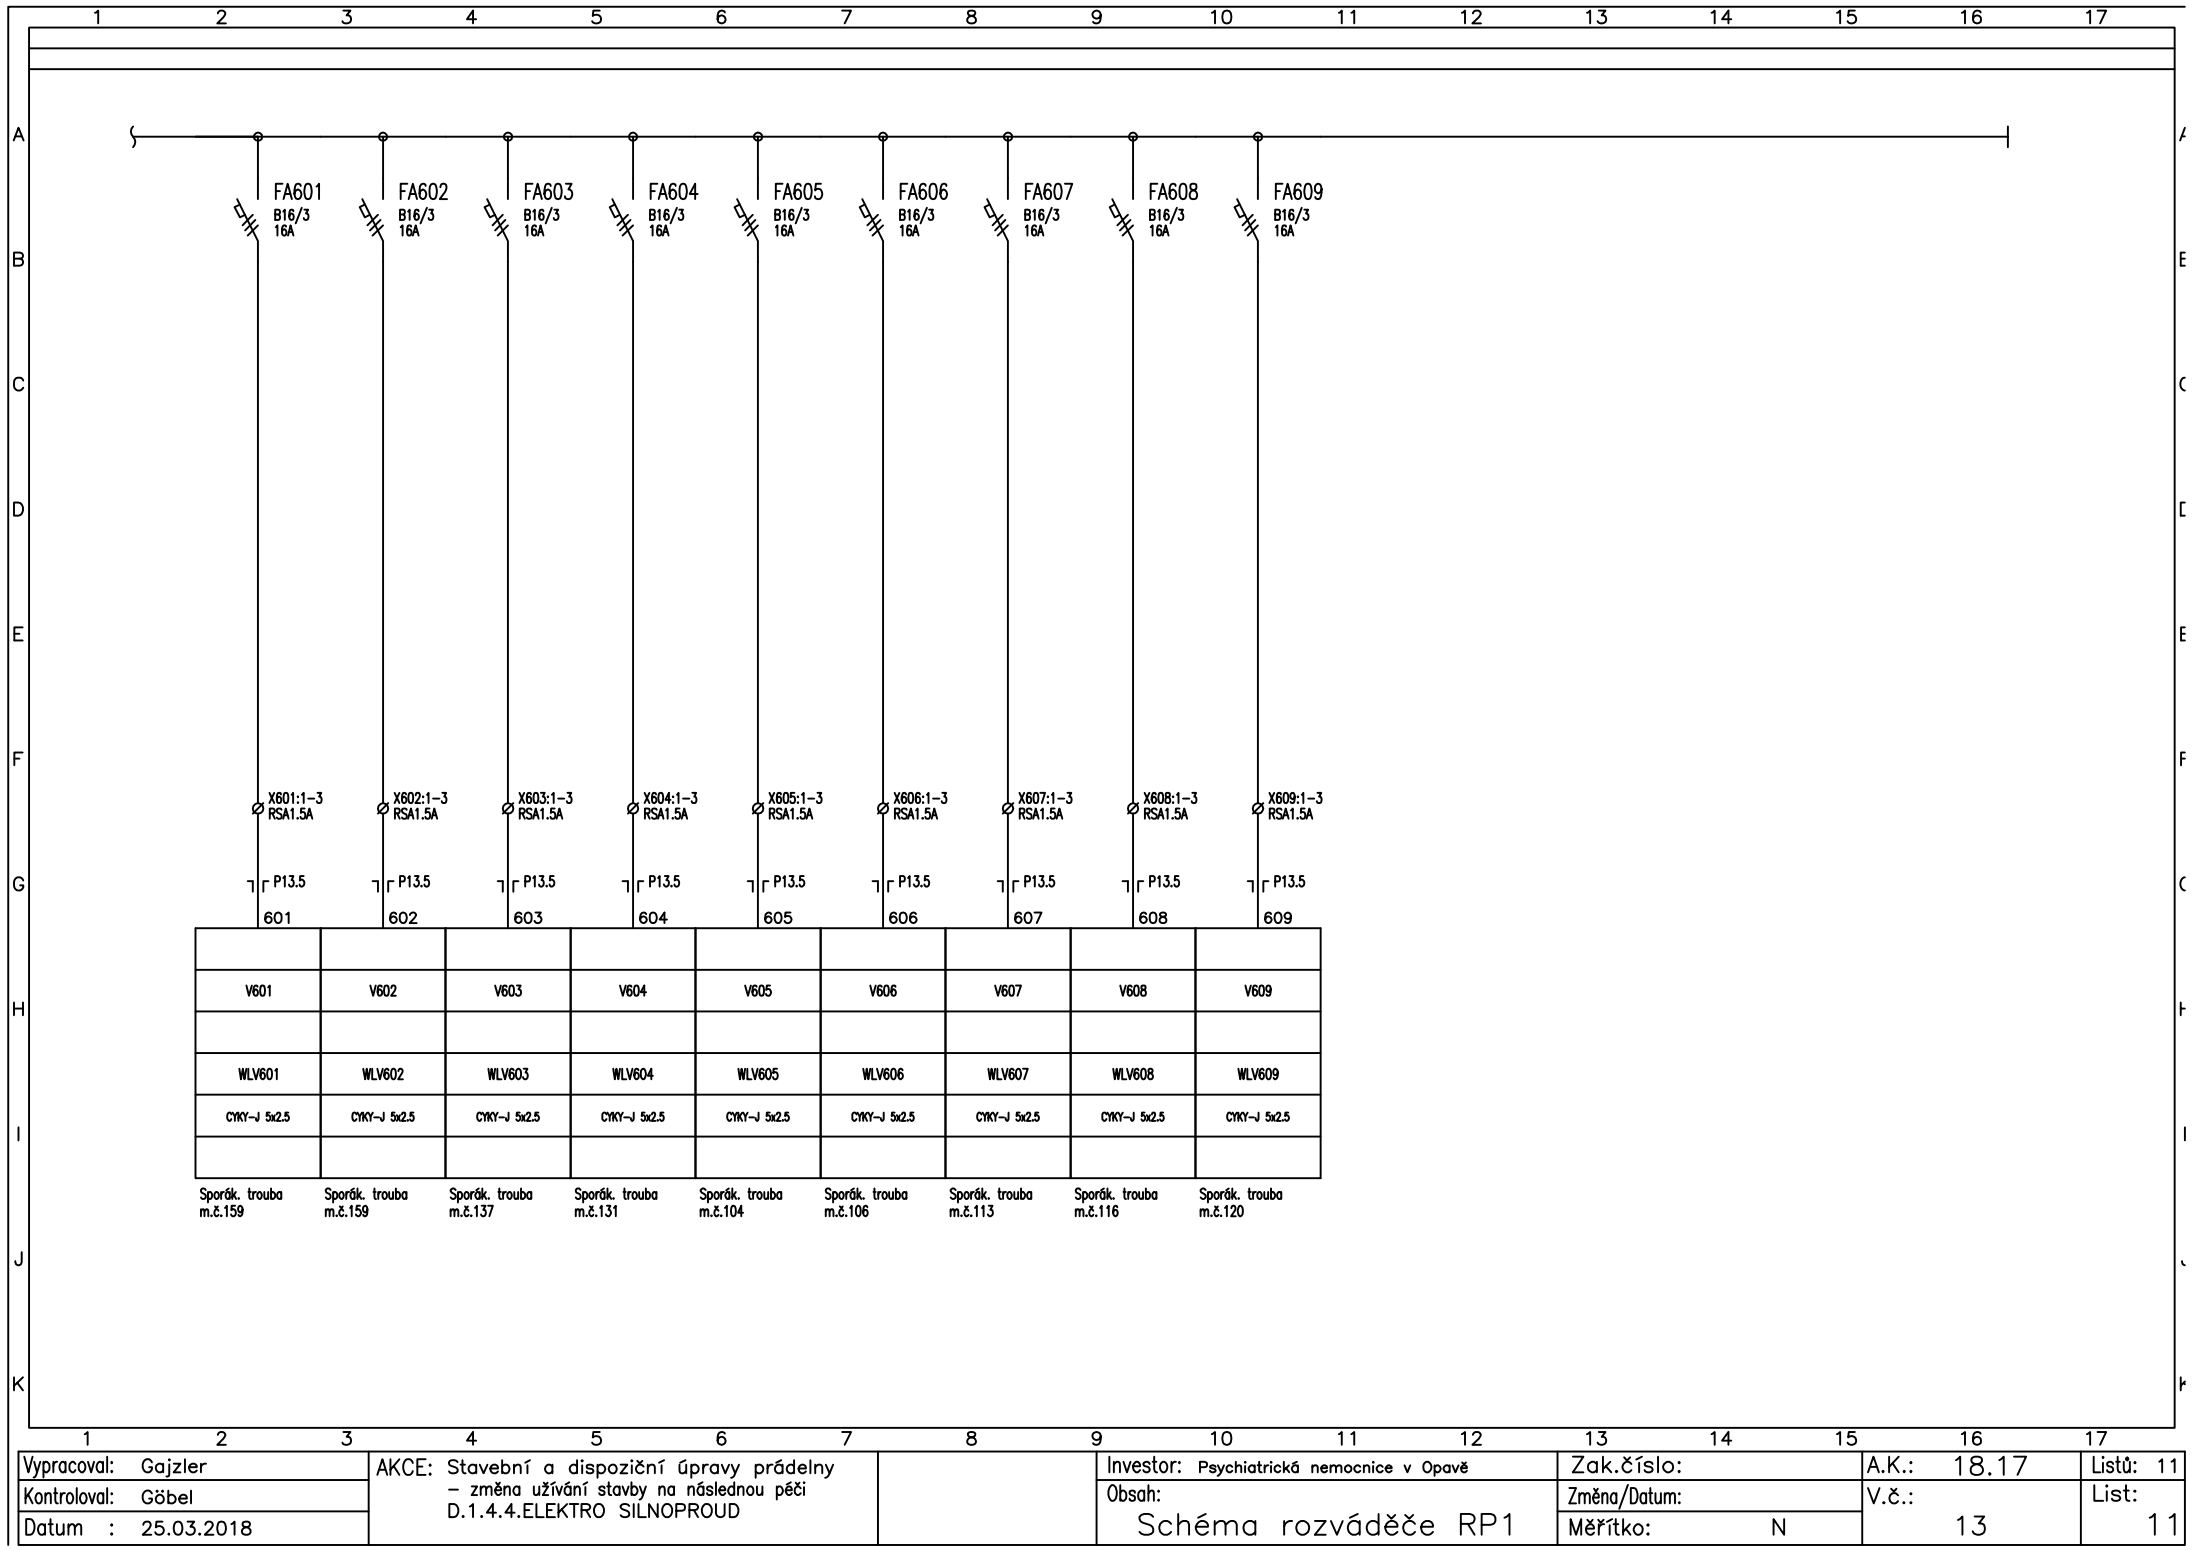 1 2 3 4 5 6 7 8 9 10 11 12 13 14 15 16 17
A
FA601 FA602 FA603 FA604 FA605 FA606 FA607 FA608 FA609
B16/3 B16/3 B16/3 B16/3 B16/3 B16/3 B16/3 B16/3 B16/3
16A 16A 16A 16A 16A 16A 16A 16A 16A
B
C
D
E
F
X601:1-3 X602:1-3 X603:1-3 X604:1-3 X605:1-3 X606:1-3 X607:1-3 X608:1-3 X609:1-3
RSA1.5A RSA1.5A RSA1.5A RSA1.5A RSA1.5A RSA1.5A RSA1.5A RSA1.5A RSA1.5A
G P13.5 P13.5 P13.5 P13.5 P13.5 P13.5 P13.5 P13.5 P13.5
601 602 603 604 605 606 607 608 609
V601 V602 V603 V604 V605 V606 V607 V608 V609
H
WLV601 WLV602 WLV603 WLV604 WLV605 WLV606 WLV607 WLV608 WLV609
CYKY-J 5x2.5 CYKY-J 5x2.5 CYKY-J 5x2.5 CYKY-J 5x2.5 CYKY-J 5x2.5 CYKY-J 5x2.5 CYKY-J 5x2.5 CYKY-J 5x2.5 CYKY-J 5x2.5
I
Sporák. trouba Sporák. trouba Sporák. trouba Sporák. trouba Sporák. trouba Sporák. trouba Sporák. trouba Sporák. trouba Sporák. trouba
m.č.159 m.č.159 m.č.137 m.č.131 m.č.104 m.č.106 m.č.113 m.č.116 m.č.120
J
K
1 2 3 4 5 6 7 8 9 10 11 12 13 14 15 16 17
Vypracoval: Gajzler
Kontroloval: Göbel
Datum : 25.03.2018
AKCE: Stavební a dispoziční úpravy prádelny
- změna užívání stavby na následnou péči
D.1.4.4.ELEKTRO SILNOPROUD
Investor: Psychiatrická nemocnice v Opavě
Obsah:
Schéma rozváděče RP1
Zak.číslo:
Změna/Datum:
Měřítko: N
A.K.: 18.17
V.č.:
13
Listů: 11
List:
11